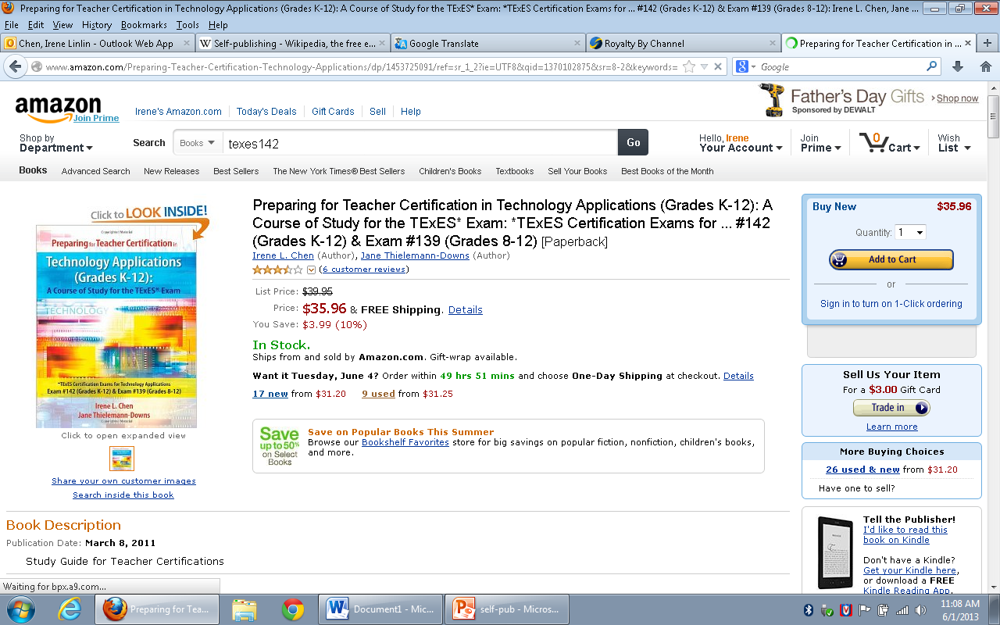 Preparing for Teacher Certification in Technology Applications (Grades K-12): A Course of Study for the TExES* Exam: *TExES Certification Exams for ... #142 (Grades K-12) & Exam #139 (Grades 8-12): Irene L. Chen, Jane ...
File Edit View History Bookmarks Tools Help
Chen, Irene Linlin - Outlook Web App
Self-publishing - Wikipedia, the free e...
Google Translate
Royalty By Channel
Preparing for Teacher Certification in ...
www.amazon.com/Preparing-Teacher-Certification-Technology-Applications/dp/1453725091/ref=sr_1_2?ie=UTF8&qid=1370102875&sr=8-2&keywords=
Google
amazon
Join Prime
Irene's Amazon.com Today's Deals Gift Cards Sell Help
Father's Day Gifts Shop now
Sponsored by DEWALT
Shop by
Department
Search Books texes142 Go
Hello, Irene
Your Account
Join
Prime
0
Cart
Wish
List
Books Advanced Search New Releases Best Sellers The New York Times® Best Sellers Children's Books Textbooks Sell Your Books Best Books of the Month
Click to LOOK INSIDE!
Copyrighted Material
Preparing for Teacher Certification in
Technology Applications
(Grades K-12):
A Course of Study for the TExES* Exam
TECHNOLOGY
*TExES Certification Exams for Technology Applications
Exam #142 (Grades K-12) & Exam #139 (Grades 8-12)
Irene L. Chen
Jane Thielemann-Downs
Copyrighted Material
Click to open expanded view
Share your own customer images
Search inside this book
Preparing for Teacher Certification in Technology Applications (Grades K-12): A
Course of Study for the TExES* Exam: *TExES Certification Exams for ... #142
(Grades K-12) & Exam #139 (Grades 8-12) [Paperback]
Irene L. Chen (Author), Jane Thielemann-Downs (Author)
(6 customer reviews)
List Price: $39.95
Price: $35.96 & FREE Shipping. Details
You Save: $3.99 (10%)
In Stock.
Ships from and sold by Amazon.com. Gift-wrap available.
Want it Tuesday, June 4? Order within 49 hrs 51 mins and choose One-Day Shipping at checkout. Details
17 new from $31.20 9 used from $31.25
Save
up to 50%
on Select
Books
Save on Popular Books This Summer
Browse our Bookshelf Favorites store for big savings on popular fiction, nonfiction, children's books,
and more.
Buy New $35.96
Quantity: 1
Add to Cart
or
Sign in to turn on 1-Click ordering
Sell Us Your Item
For a $3.00 Gift Card
Trade in
Learn more
More Buying Choices
26 used & new from $31.20
Have one to sell?
Tell the Publisher!
I'd like to read this
book on Kindle
Don't have a Kindle?
Get your Kindle here,
or download a FREE
Kindle Reading App.
Book Description
Publication Date: March 8, 2011
Study Guide for Teacher Certifications
Waiting for bpx.a9.com...
Preparing for Tea...
Document1 - Mic...
self-pub - Micros...
11:08 AM
6/1/2013